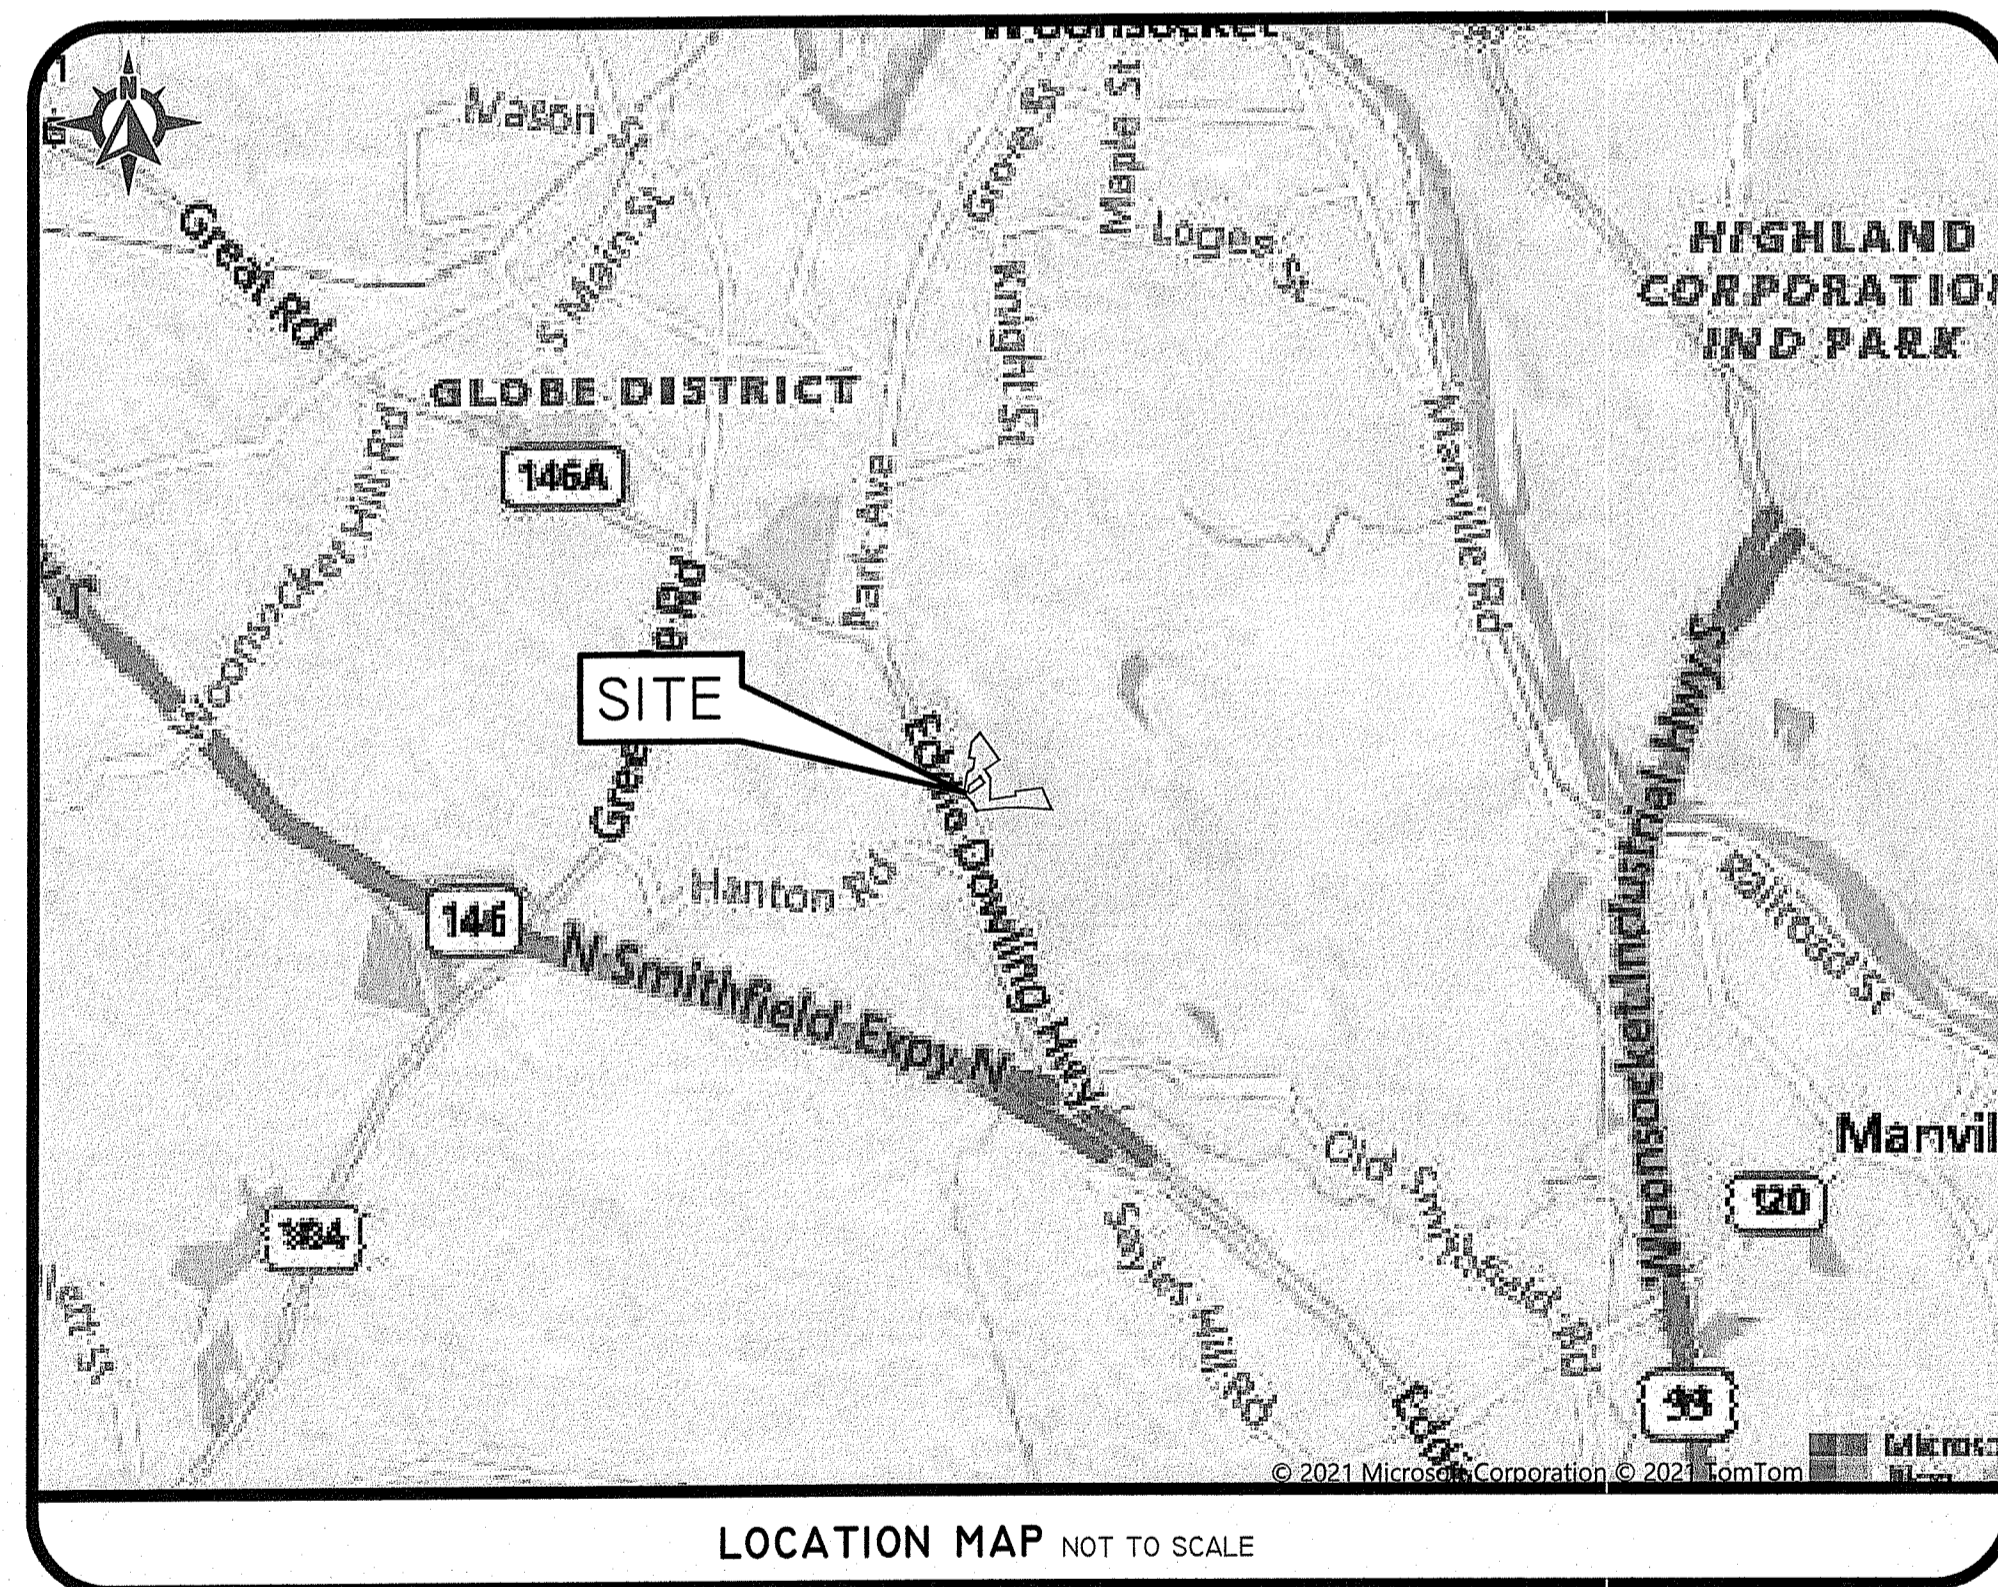 N
Mason St
Grove St
Maple St
Loges St
Great Rd
S Main St
Knight St
HIGHLAND
CORPORATIO
IND PARK
GLOBE DISTRICT
146A
Woonsocket Hill Rd
Park Ave
Manville Rd
SITE
Eddie Dowling Hwy
Hanton Rd
146
N Smithfield Expy N
Woonsocket Industrial Hwy S
Railroad St
Old Smithfield Rd
Manvil
120
Sayles Hill Rd
99
© 2021 Microsoft Corporation © 2021 TomTom
LOCATION MAP NOT TO SCALE